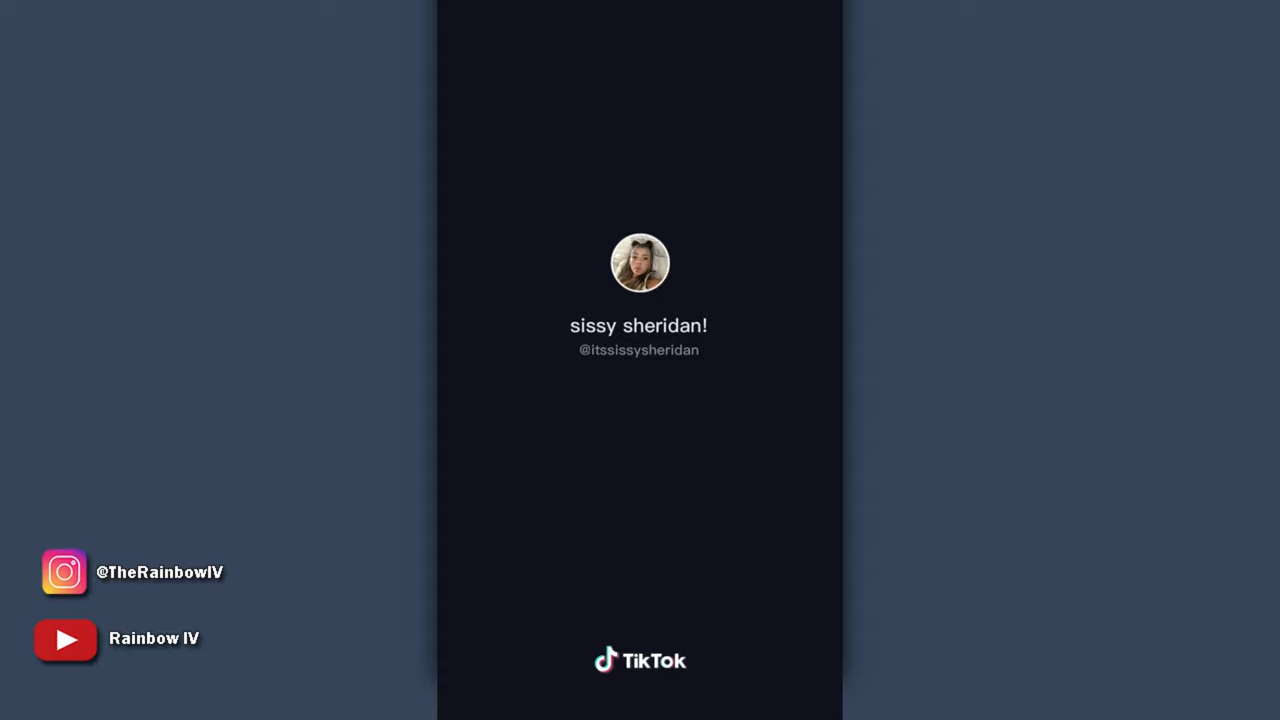 sissy sheridan!
@itssissysheridan
@TheRainbowIV
Rainbow IV
TikTok